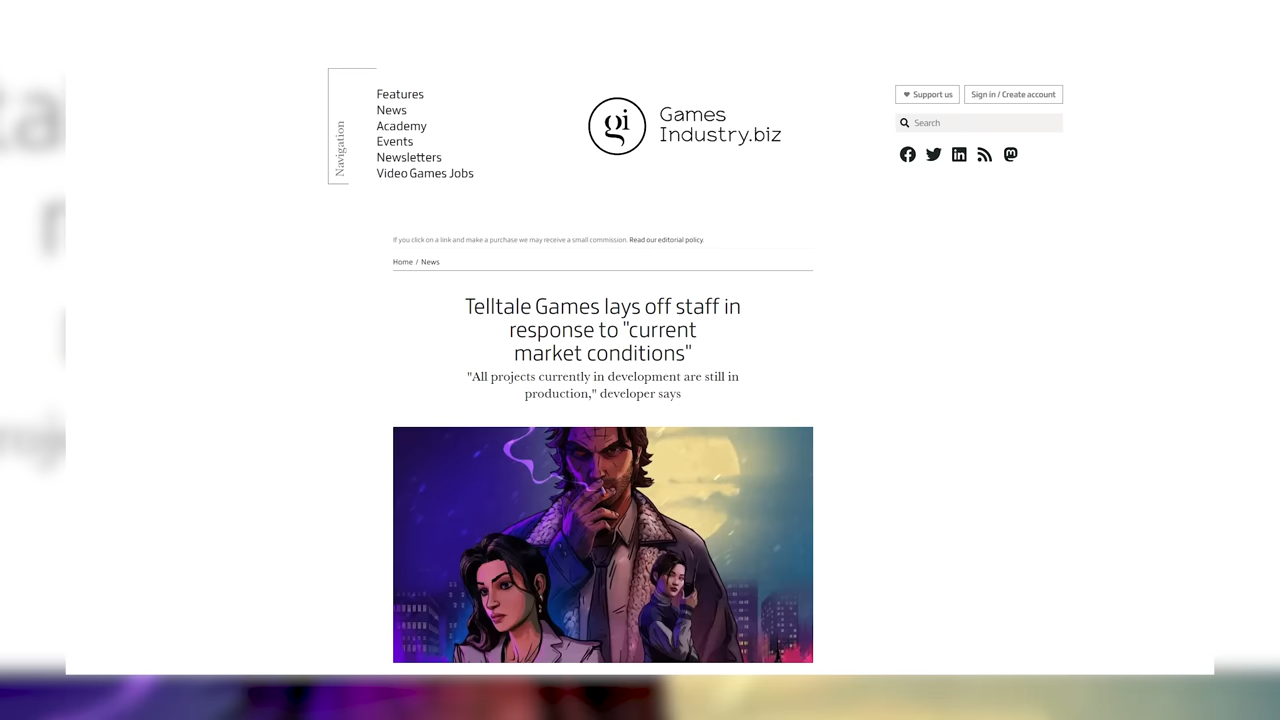 Navigation
Features
News
Academy
Events
Newsletters
Video Games Jobs
gi
Games
Industry.biz
Support us
Sign in / Create account
Search
If you click on a link and make a purchase we may receive a small commission. Read our editorial policy.
Home / News
Telltale Games lays off staff in
response to "current
market conditions"
"All projects currently in development are still in
production," developer says